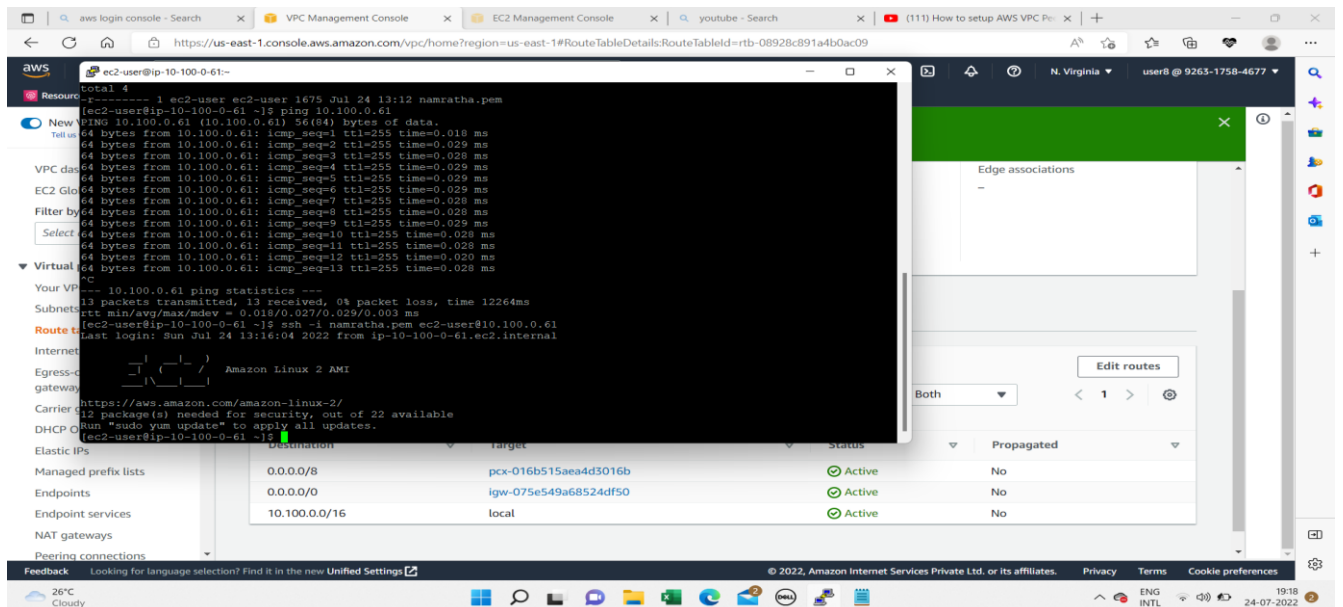 aws login console - Search
VPC Management Console
EC2 Management Console
youtube - Search
(111) How to setup AWS VPC Pe
https://us-east-1.console.aws.amazon.com/vpc/home?region=us-east-1#RouteTableDetails:RouteTableId=rtb-08928c891a4b0ac09
aws
N. Virginia
user8 @ 9263-1758-4677
ec2-user@ip-10-100-0-61:~
total 4
-r-------- 1 ec2-user ec2-user 1675 Jul 24 13:12 namratha.pem
[ec2-user@ip-10-100-0-61 ~]$ ping 10.100.0.61
PING 10.100.0.61 (10.100.0.61) 56(84) bytes of data.
64 bytes from 10.100.0.61: icmp_seq=1 ttl=255 time=0.018 ms
64 bytes from 10.100.0.61: icmp_seq=2 ttl=255 time=0.029 ms
64 bytes from 10.100.0.61: icmp_seq=3 ttl=255 time=0.028 ms
64 bytes from 10.100.0.61: icmp_seq=4 ttl=255 time=0.029 ms
64 bytes from 10.100.0.61: icmp_seq=5 ttl=255 time=0.029 ms
64 bytes from 10.100.0.61: icmp_seq=6 ttl=255 time=0.029 ms
64 bytes from 10.100.0.61: icmp_seq=7 ttl=255 time=0.028 ms
64 bytes from 10.100.0.61: icmp_seq=8 ttl=255 time=0.028 ms
64 bytes from 10.100.0.61: icmp_seq=9 ttl=255 time=0.029 ms
64 bytes from 10.100.0.61: icmp_seq=10 ttl=255 time=0.028 ms
64 bytes from 10.100.0.61: icmp_seq=11 ttl=255 time=0.028 ms
64 bytes from 10.100.0.61: icmp_seq=12 ttl=255 time=0.020 ms
64 bytes from 10.100.0.61: icmp_seq=13 ttl=255 time=0.028 ms
^C
--- 10.100.0.61 ping statistics ---
13 packets transmitted, 13 received, 0% packet loss, time 12264ms
rtt min/avg/max/mdev = 0.018/0.027/0.029/0.003 ms
[ec2-user@ip-10-100-0-61 ~]$ ssh -i namratha.pem ec2-user@10.100.0.61
Last login: Sun Jul 24 13:16:04 2022 from ip-10-100-0-61.ec2.internal
__|  __|_  )
_|  (     /   Amazon Linux 2 AMI
___|\___|___|
https://aws.amazon.com/amazon-linux-2/
12 package(s) needed for security, out of 22 available
Run "sudo yum update" to apply all updates.
[ec2-user@ip-10-100-0-61 ~]$
Resourc
New V
Tell us
VPC das
EC2 Glo
Filter by
Select
Virtual
Your VP
Subnets
Route ta
Internet
Egress-o
gateway
Carrier g
DHCP O
Elastic IPs
Managed prefix lists
Endpoints
Endpoint services
NAT gateways
Peering connections
Edge associations
–
Edit routes
Both
1
Destination Target Status Propagated
0.0.0.0/8 pcx-016b515aea4d3016b Active No
0.0.0.0/0 igw-075e549a68524df50 Active No
10.100.0.0/16 local Active No
Feedback Looking for language selection? Find it in the new Unified Settings
© 2022, Amazon Internet Services Private Ltd. or its affiliates. Privacy Terms Cookie preferences
26°C
Cloudy
DELL
2
ENG
INTL
19:18
24-07-2022
2